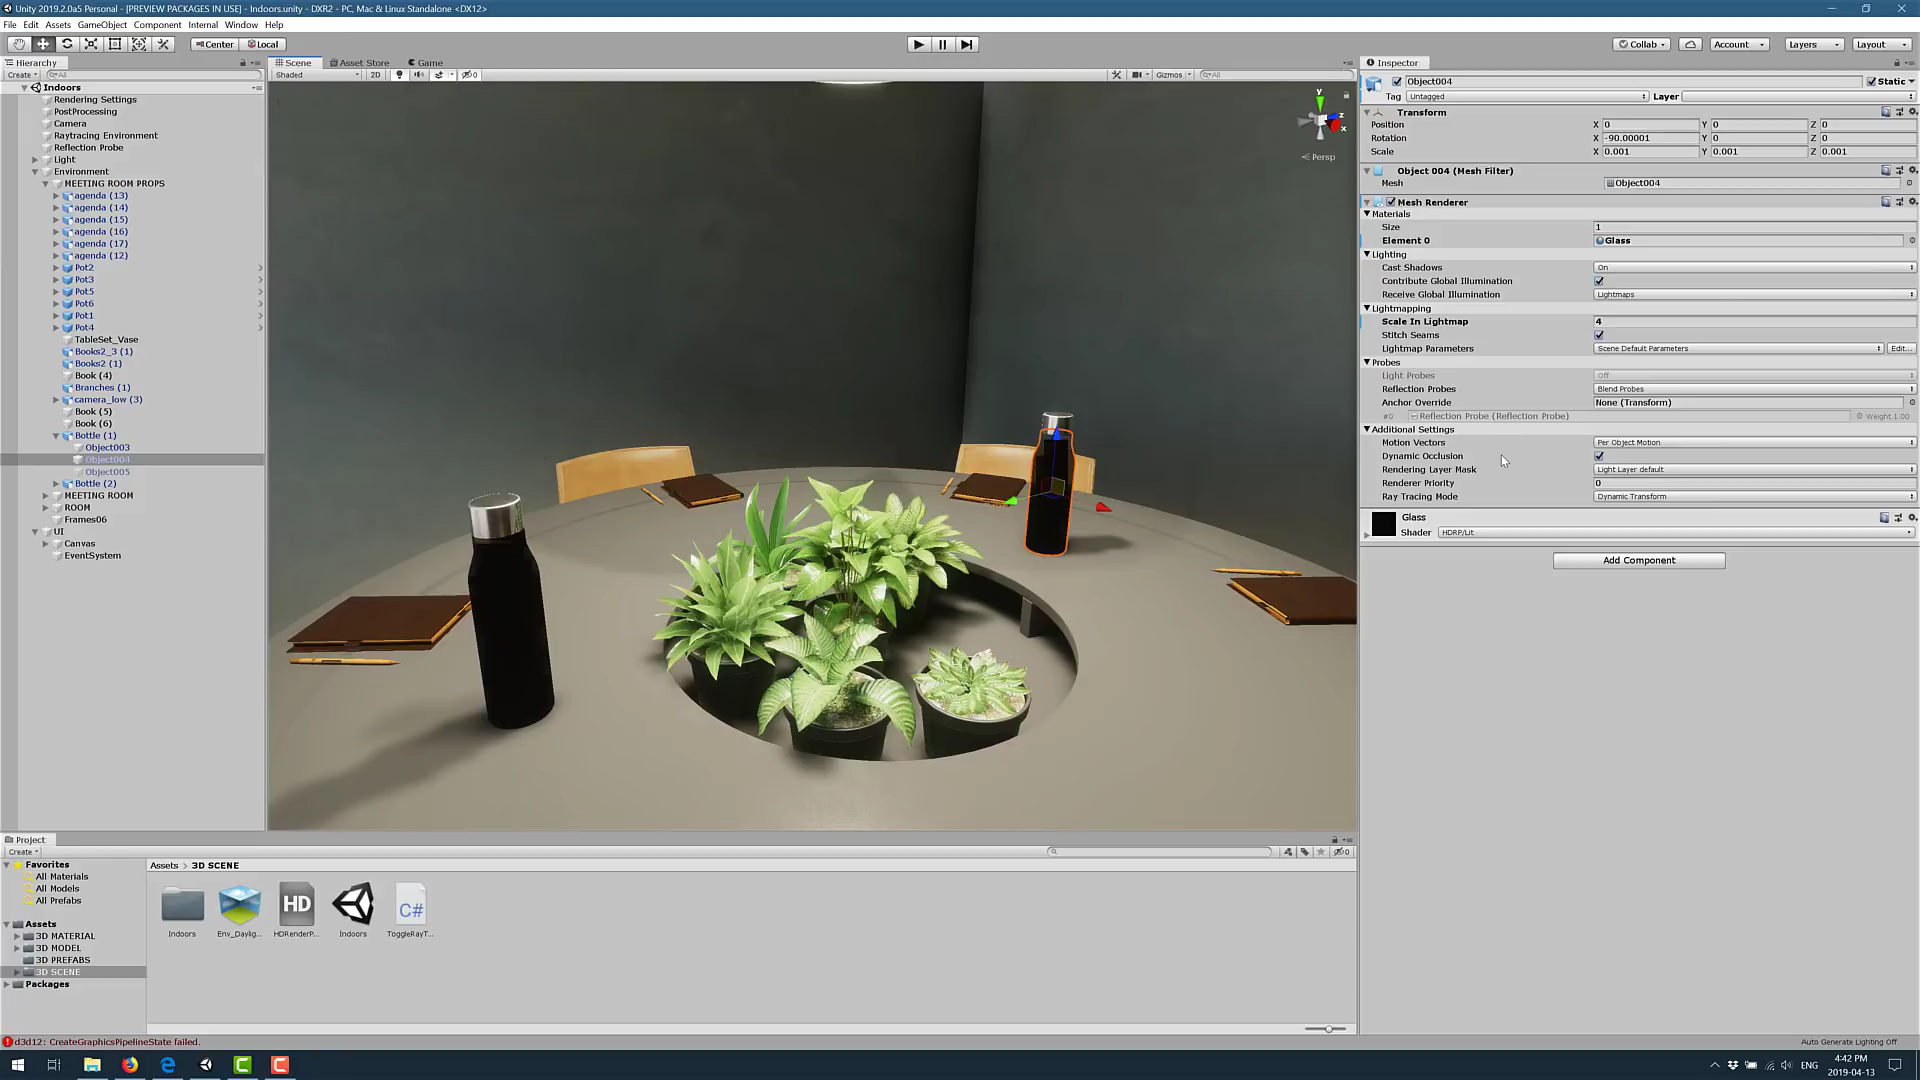 Unity 2019.2.0a5 Personal - [PREVIEW PACKAGES IN USE] - Indoors.unity - DXR2 - PC, Mac & Linux Standalone <DX12>
File Edit Assets GameObject Component Internal Window Help
Center Local Collab Account Layers Layout
Hierarchy
Create All
Indoors
Rendering Settings
PostProcessing
Camera
Raytracing Environment
Reflection Probe
Light
Environment
MEETING ROOM PROPS
agenda (13)
agenda (14)
agenda (15)
agenda (16)
agenda (17)
agenda (12)
Pot2
Pot3
Pot5
Pot6
Pot1
Pot4
TableSet_Vase
Books2_3 (1)
Books2 (1)
Book (4)
Branches (1)
camera_low (3)
Book (5)
Book (6)
Bottle (1)
Object003
Object004
Object005
Bottle (2)
MEETING ROOM
ROOM
Frames06
UI
Canvas
EventSystem
Scene Asset Store Game
Shaded 2D 0 Gizmos All
y
z
x
Persp
Inspector
Object004 Static
Tag Untagged Layer
Transform
Position X 0 Y 0 Z 0
Rotation X -90.00001 Y 0 Z 0
Scale X 0.001 Y 0.001 Z 0.001
Object 004 (Mesh Filter)
Mesh Object004
Mesh Renderer
Materials
Size 1
Element 0 Glass
Lighting
Cast Shadows On
Contribute Global Illumination
Receive Global Illumination Lightmaps
Lightmapping
Scale In Lightmap 4
Stitch Seams
Lightmap Parameters Scene Default Parameters Edit...
Probes
Light Probes Off
Reflection Probes Blend Probes
Anchor Override None (Transform)
#0 Reflection Probe (Reflection Probe) Weight 1.00
Additional Settings
Motion Vectors Per Object Motion
Dynamic Occlusion
Rendering Layer Mask Light Layer default
Renderer Priority 0
Ray Tracing Mode Dynamic Transform
Glass
Shader HDRP/Lit
Add Component
Project
Create 0
Favorites
All Materials
All Models
All Prefabs
Assets
3D MATERIAL
3D MODEL
3D PREFABS
3D SCENE
Packages
Assets 3D SCENE
HD C#
Indoors Env_Daylig... HDRenderP... Indoors ToggleRayT...
d3d12: CreateGraphicsPipelineState failed.
Auto Generate Lighting Off
ENG
4:42 PM
2019-04-13